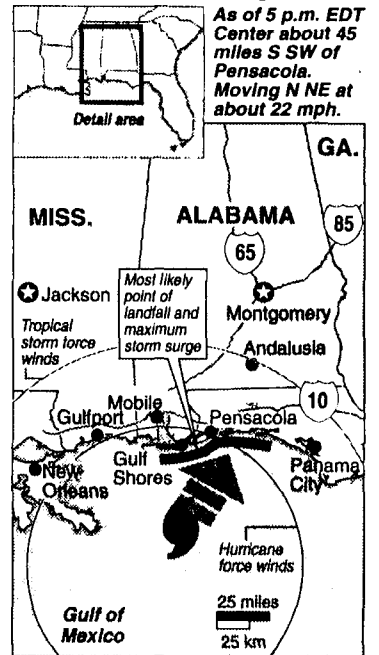 As of 5 p.m. EDT
Center about 45
miles S SW of
Pensacola.
Moving N NE at
about 22 mph.
Detail area
GA.
MISS.
ALABAMA
85
65
Most likely
point of
landfall and
maximum
storm surge
Jackson
Montgomery
Tropical
storm force
winds
Andalusia
10
Mobile
Gulfport
Pensacola
Gulf
Shores
Panama
City
New
Orleans
Hurricane
force winds
25 miles
25 km
Gulf of
Mexico